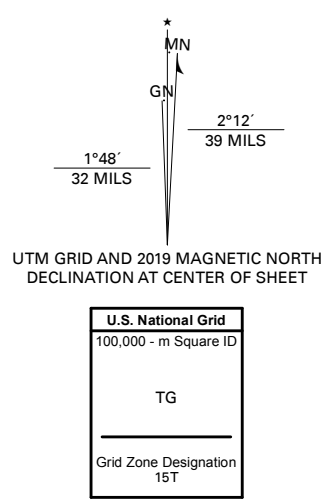 ★
MN
GN
2°12´
39 MILS
1°48´
32 MILS
UTM GRID AND 2019 MAGNETIC NORTH
DECLINATION AT CENTER OF SHEET
U.S. National Grid
100,000 - m Square ID
TG
Grid Zone Designation
15T